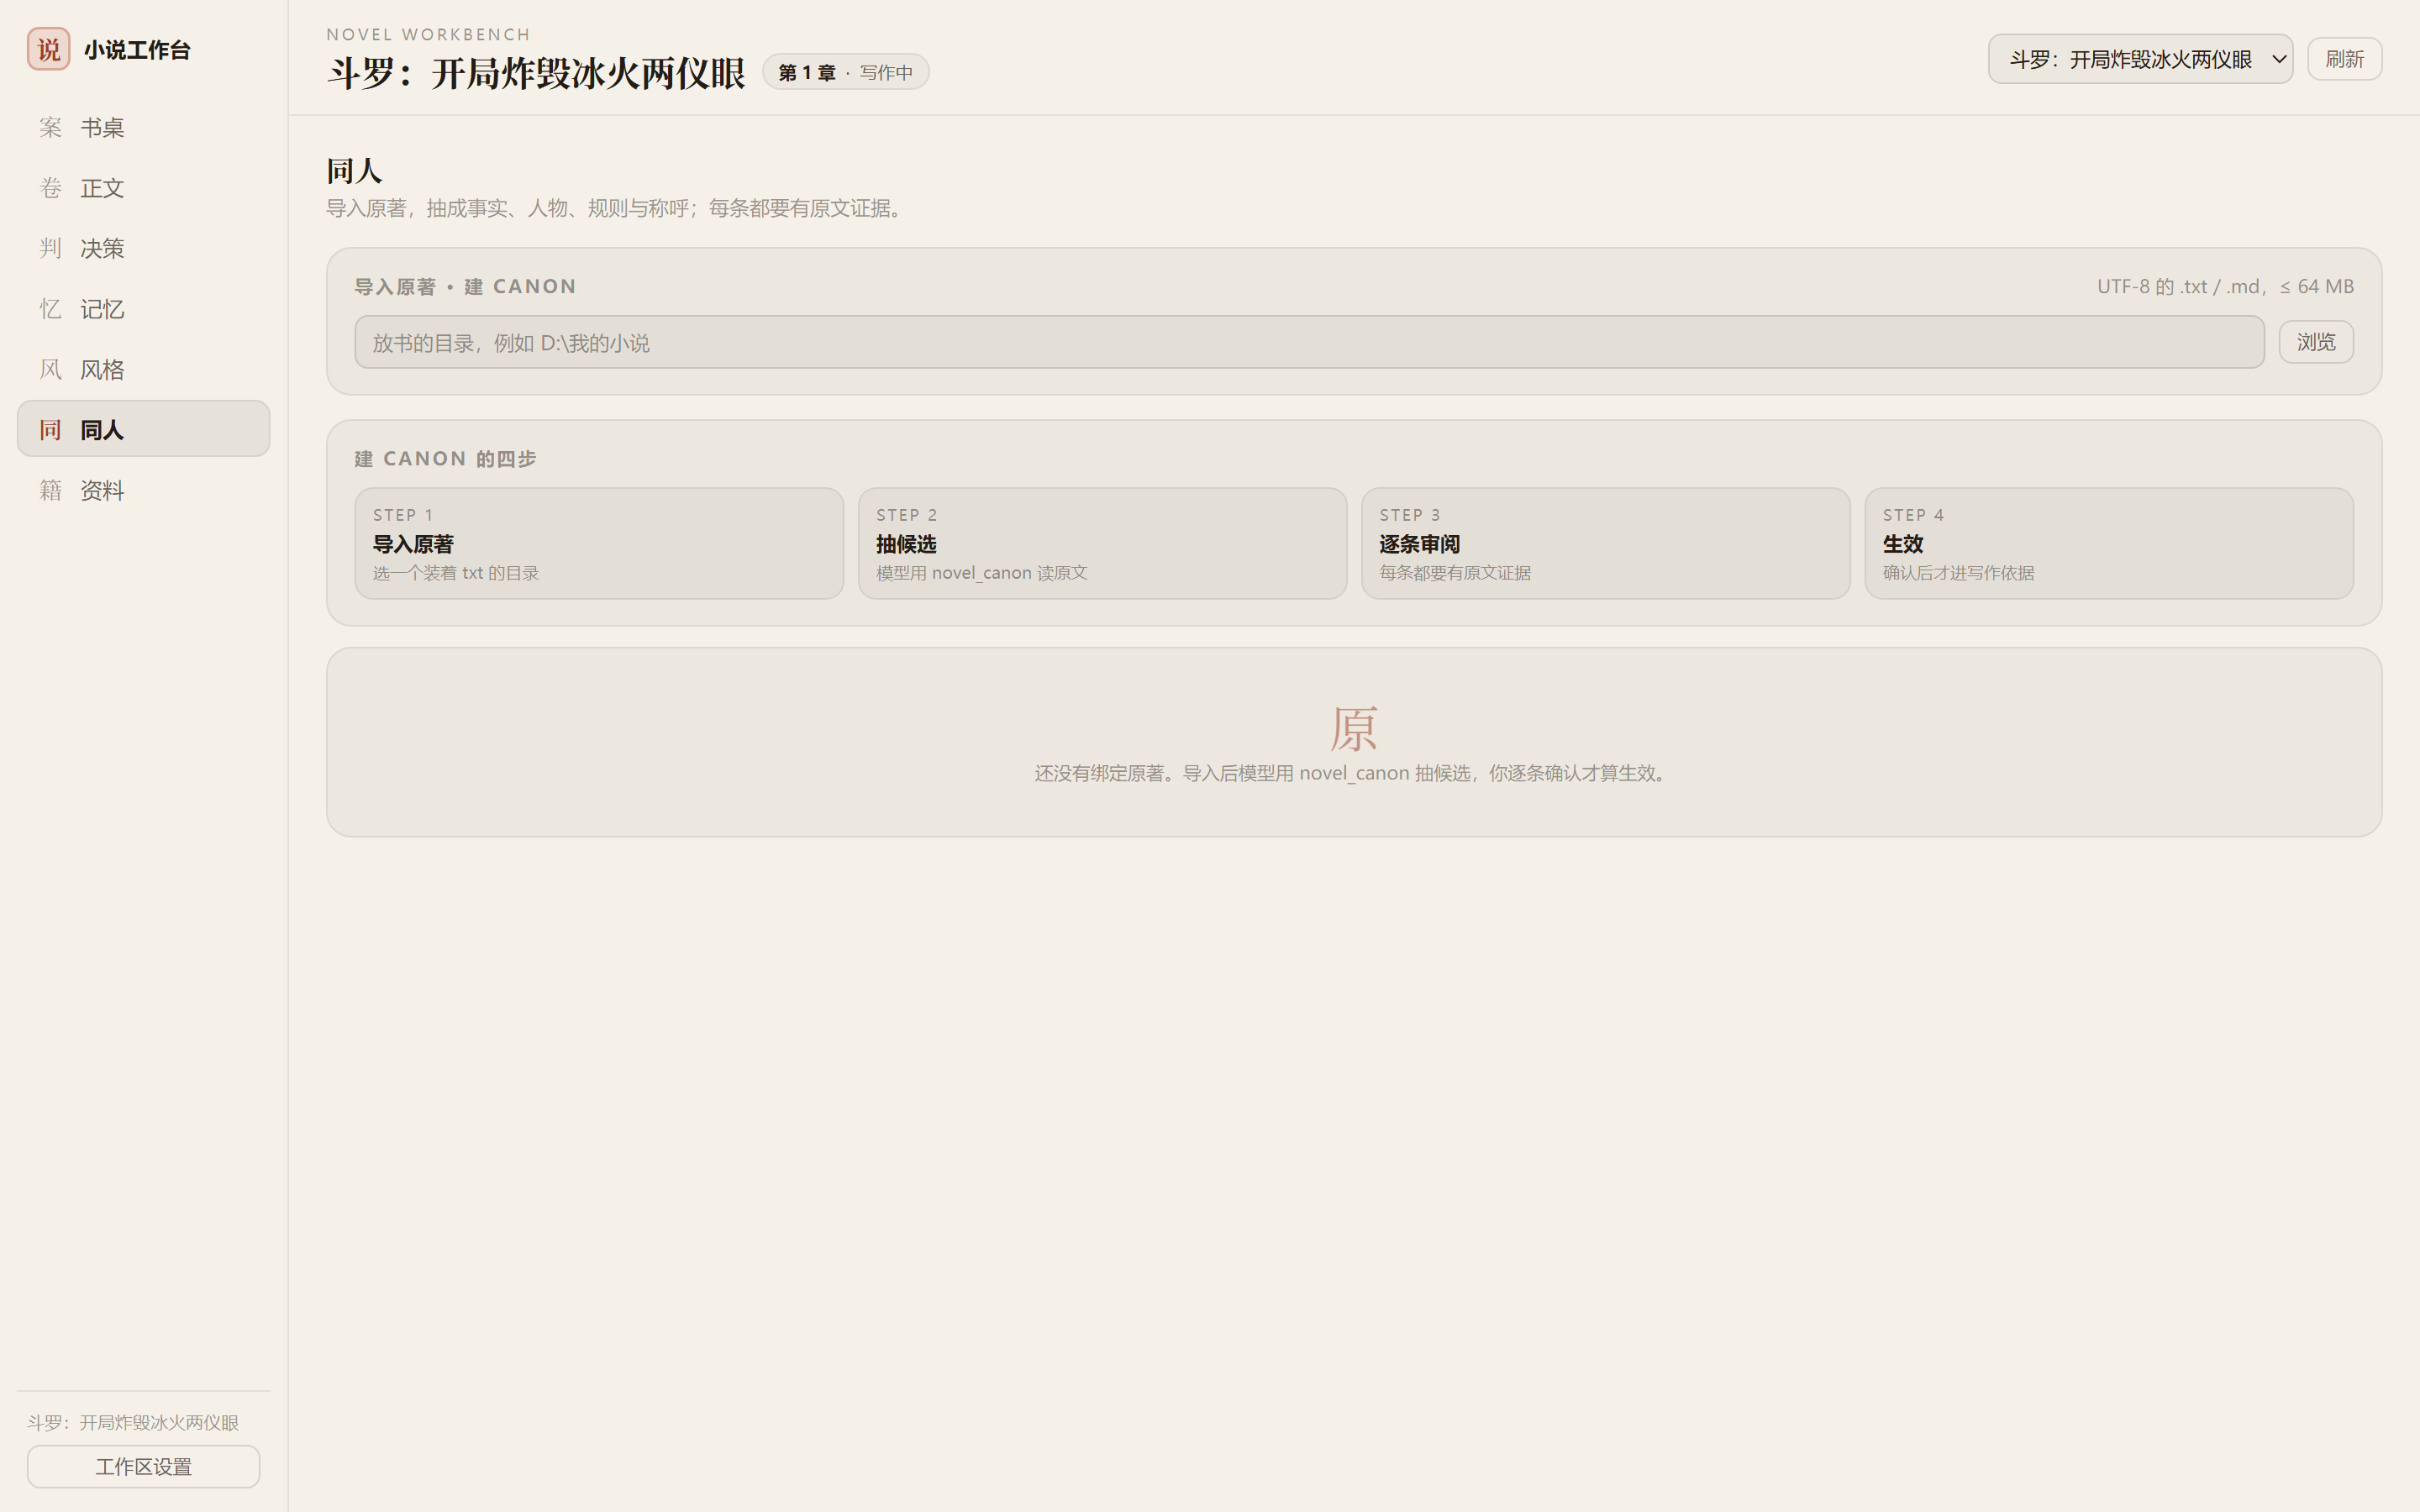 说 小说工作台
案 书桌
卷 正文
判 决策
忆 记忆
风 风格
同 同人
籍 资料
斗罗：开局炸毁冰火两仪眼
工作区设置
NOVEL WORKBENCH
斗罗：开局炸毁冰火两仪眼 第 1 章 · 写作中
斗罗：开局炸毁冰火两仪眼 刷新
同人
导入原著，抽成事实、人物、规则与称呼；每条都要有原文证据。
导入原著 • 建 CANON UTF-8 的 .txt / .md，≤ 64 MB
放书的目录，例如 D:\我的小说 浏览
建 CANON 的四步
STEP 1
导入原著
选一个装着 txt 的目录
STEP 2
抽候选
模型用 novel_canon 读原文
STEP 3
逐条审阅
每条都要有原文证据
STEP 4
生效
确认后才进写作依据
原
还没有绑定原著。导入后模型用 novel_canon 抽候选，你逐条确认才算生效。